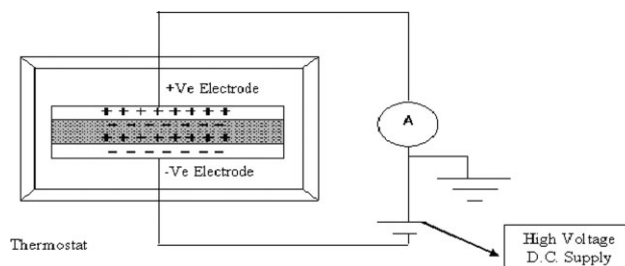 +Ve Electrode
+ + + + + + + +
- - - - - - -
+ + + + + + + +
- - - - - - -
-Ve Electrode
A
Thermostat
High Voltage
D.C. Supply